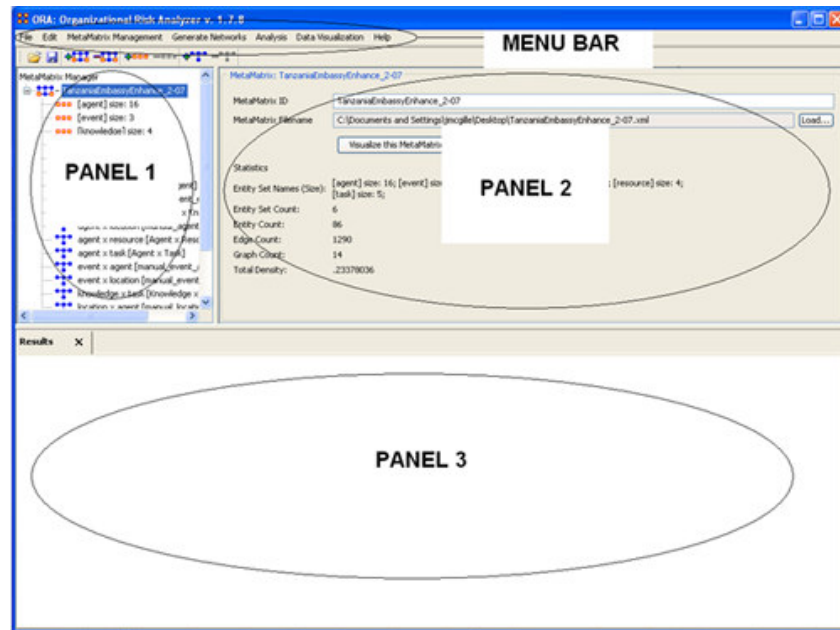 ORA: Organizational Risk Analyzer v. 1.7.8
File Edit MetaMatrix Management Generate Networks Analysis Data Visualization Help
MENU BAR
MetaMatrix Manager
TanzaniaEmbassyEnhance_2-07
[agent] size: 16
[event] size: 3
[Knowledge] size: 4
PANEL 1
agent x location [manual_agent
agent x resource [Agent x Reso
agent x task [Agent x Task]
event x agent [manual_event_
event x location [manual_event
Knowledge x task [Knowledge x
location x agent [manual_locati
MetaMatrix: TanzaniaEmbassyEnhance_2-07
MetaMatrix ID TanzaniaEmbassyEnhance_2-07
MetaMatrix Filename C:\Documents and Settings\jmcgille\Desktop\TanzaniaEmbassyEnhance_2-07.xml Load...
Visualize this MetaMatrix
PANEL 2
Statistics
Entity Set Names (Size): [agent] size: 16; [event] size ; [resource] size: 4;
[task] size: 5;
Entity Set Count: 6
Entity Count: 86
Edge Count: 1290
Graph Count: 14
Total Density: .23378036
Results X
PANEL 3